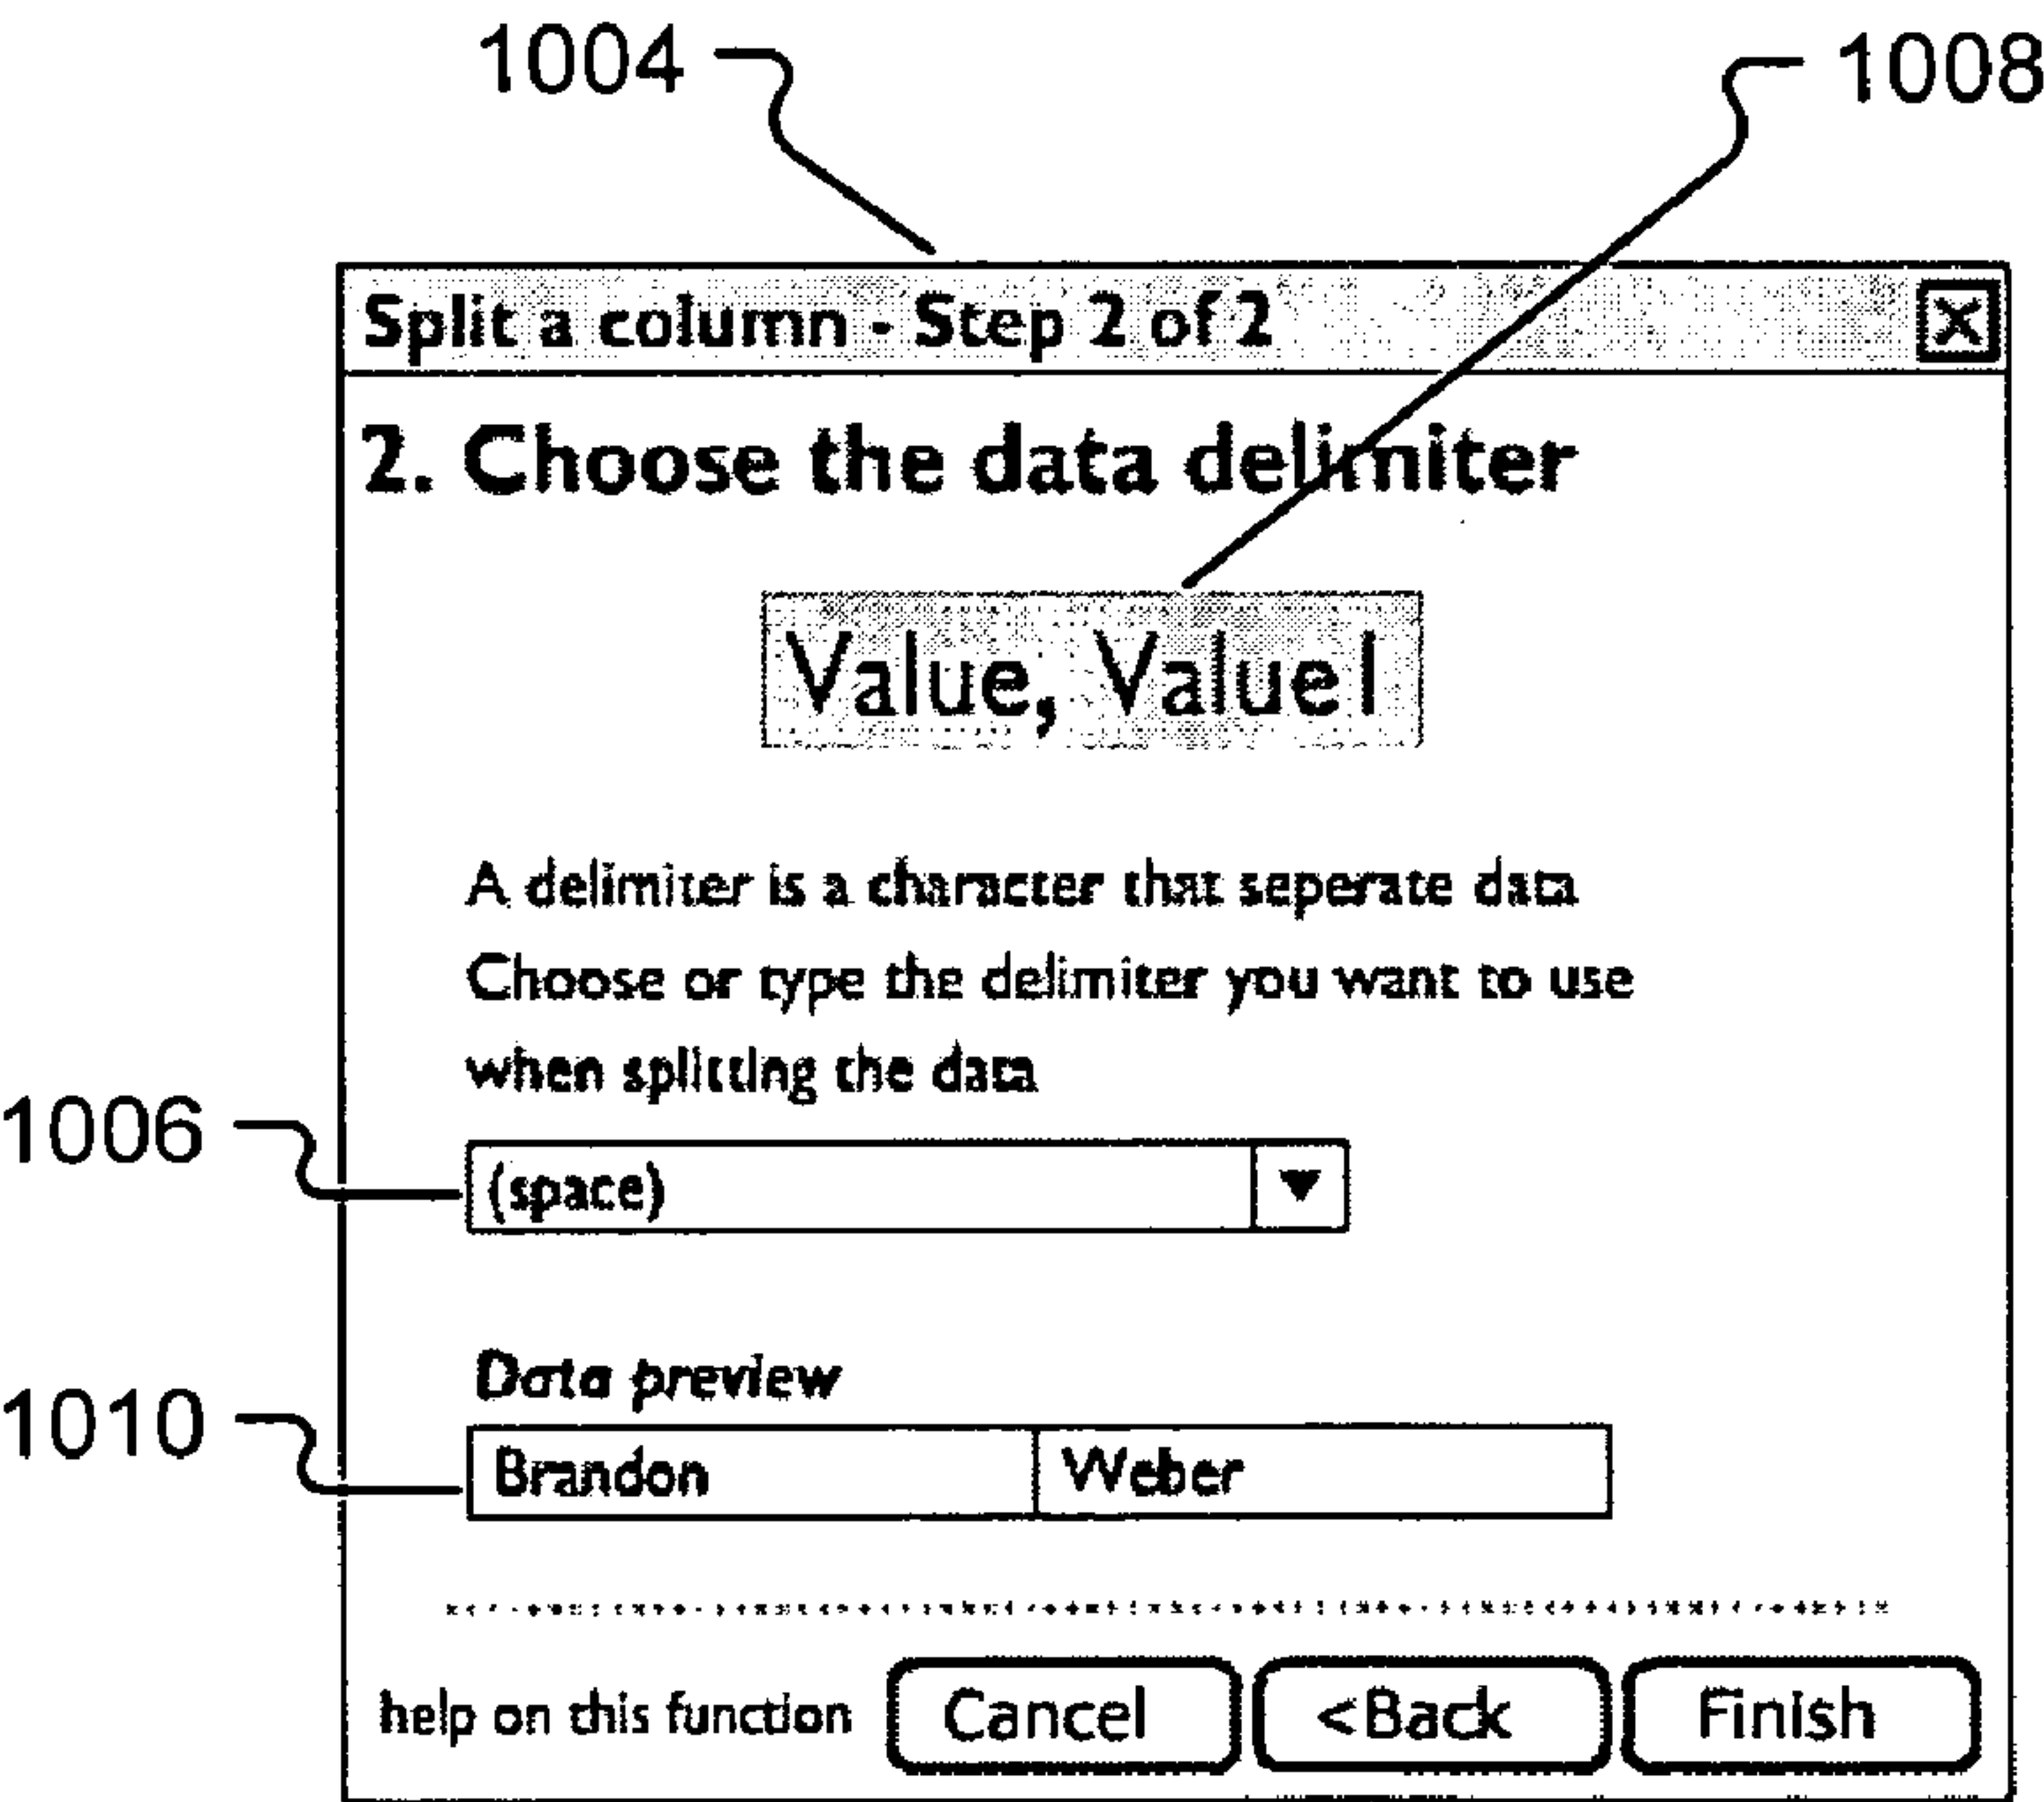 1004
1008
Split a column - Step 2 of 2
2. Choose the data delimiter
Value, Value1
A delimiter is a character that seperate data
Choose or type the delimiter you want to use
when splitting the data
1006
(space)
Data preview
1010
Brandon Weber
help on this function Cancel <Back Finish